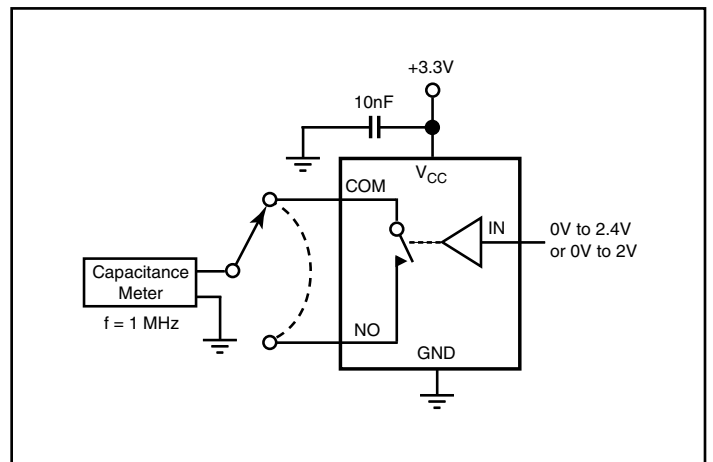 +3.3V
10nF
VCC
COM
IN
0V to 2.4V
or 0V to 2V
Capacitance
Meter
f = 1 MHz
NO
GND